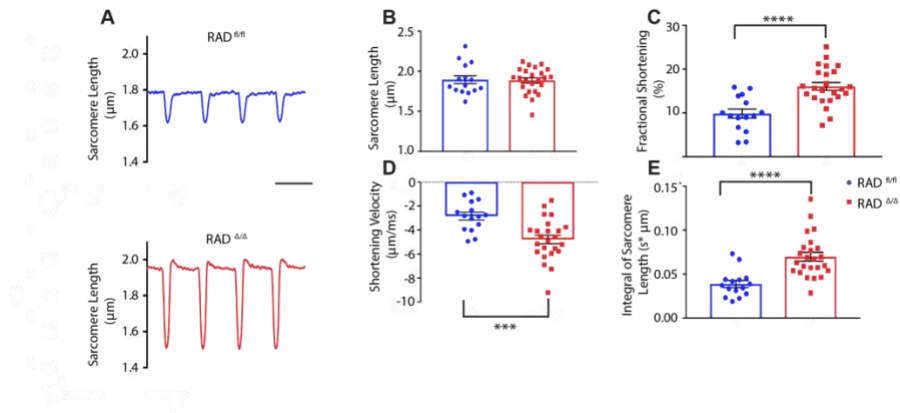 A
RAD fl/fl
Sarcomere Length
(μm)
2.0
1.8
1.6
1.4
RAD Δ/Δ
Sarcomere Length
(μm)
2.0
1.8
1.6
1.4
B
Sarcomere Length
(μm)
2.5
2.0
1.5
1.0
C
Fractional Shortening
(%)
30
20
10
****
D
Shortening Velocity
(μm/ms)
0
-2
-4
-6
-8
-10
***
E
Integral of Sarcomere
Length (s* μm)
0.15
0.10
0.05
0.00
****
RAD fl/fl
RAD Δ/Δ